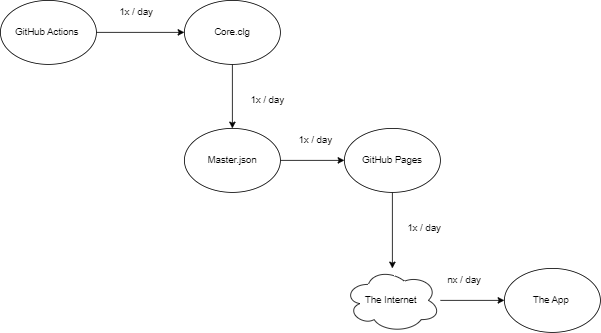 1x / day
GitHub Actions
Core.clg
1x / day
1x / day
Master.json
GitHub Pages
1x / day
nx / day
The Internet
The App